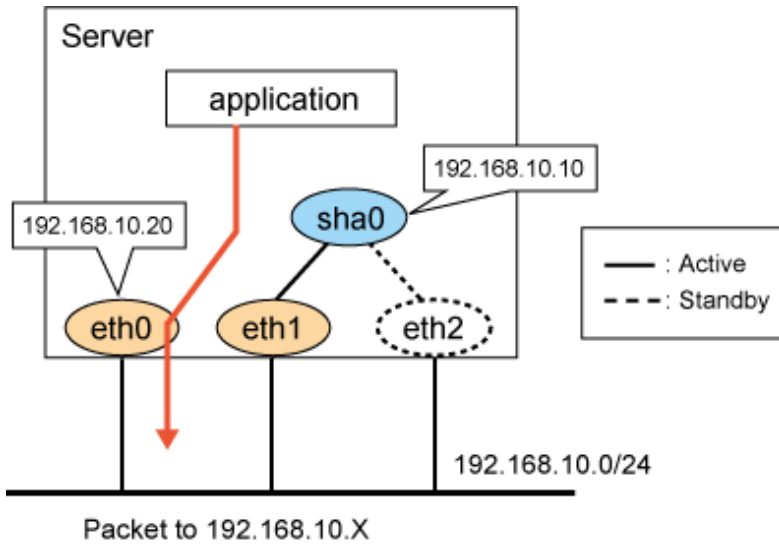 Server
application
192.168.10.10
192.168.10.20
sha0
eth0
eth1
eth2
: Active
: Standby
192.168.10.0/24
Packet to 192.168.10.X